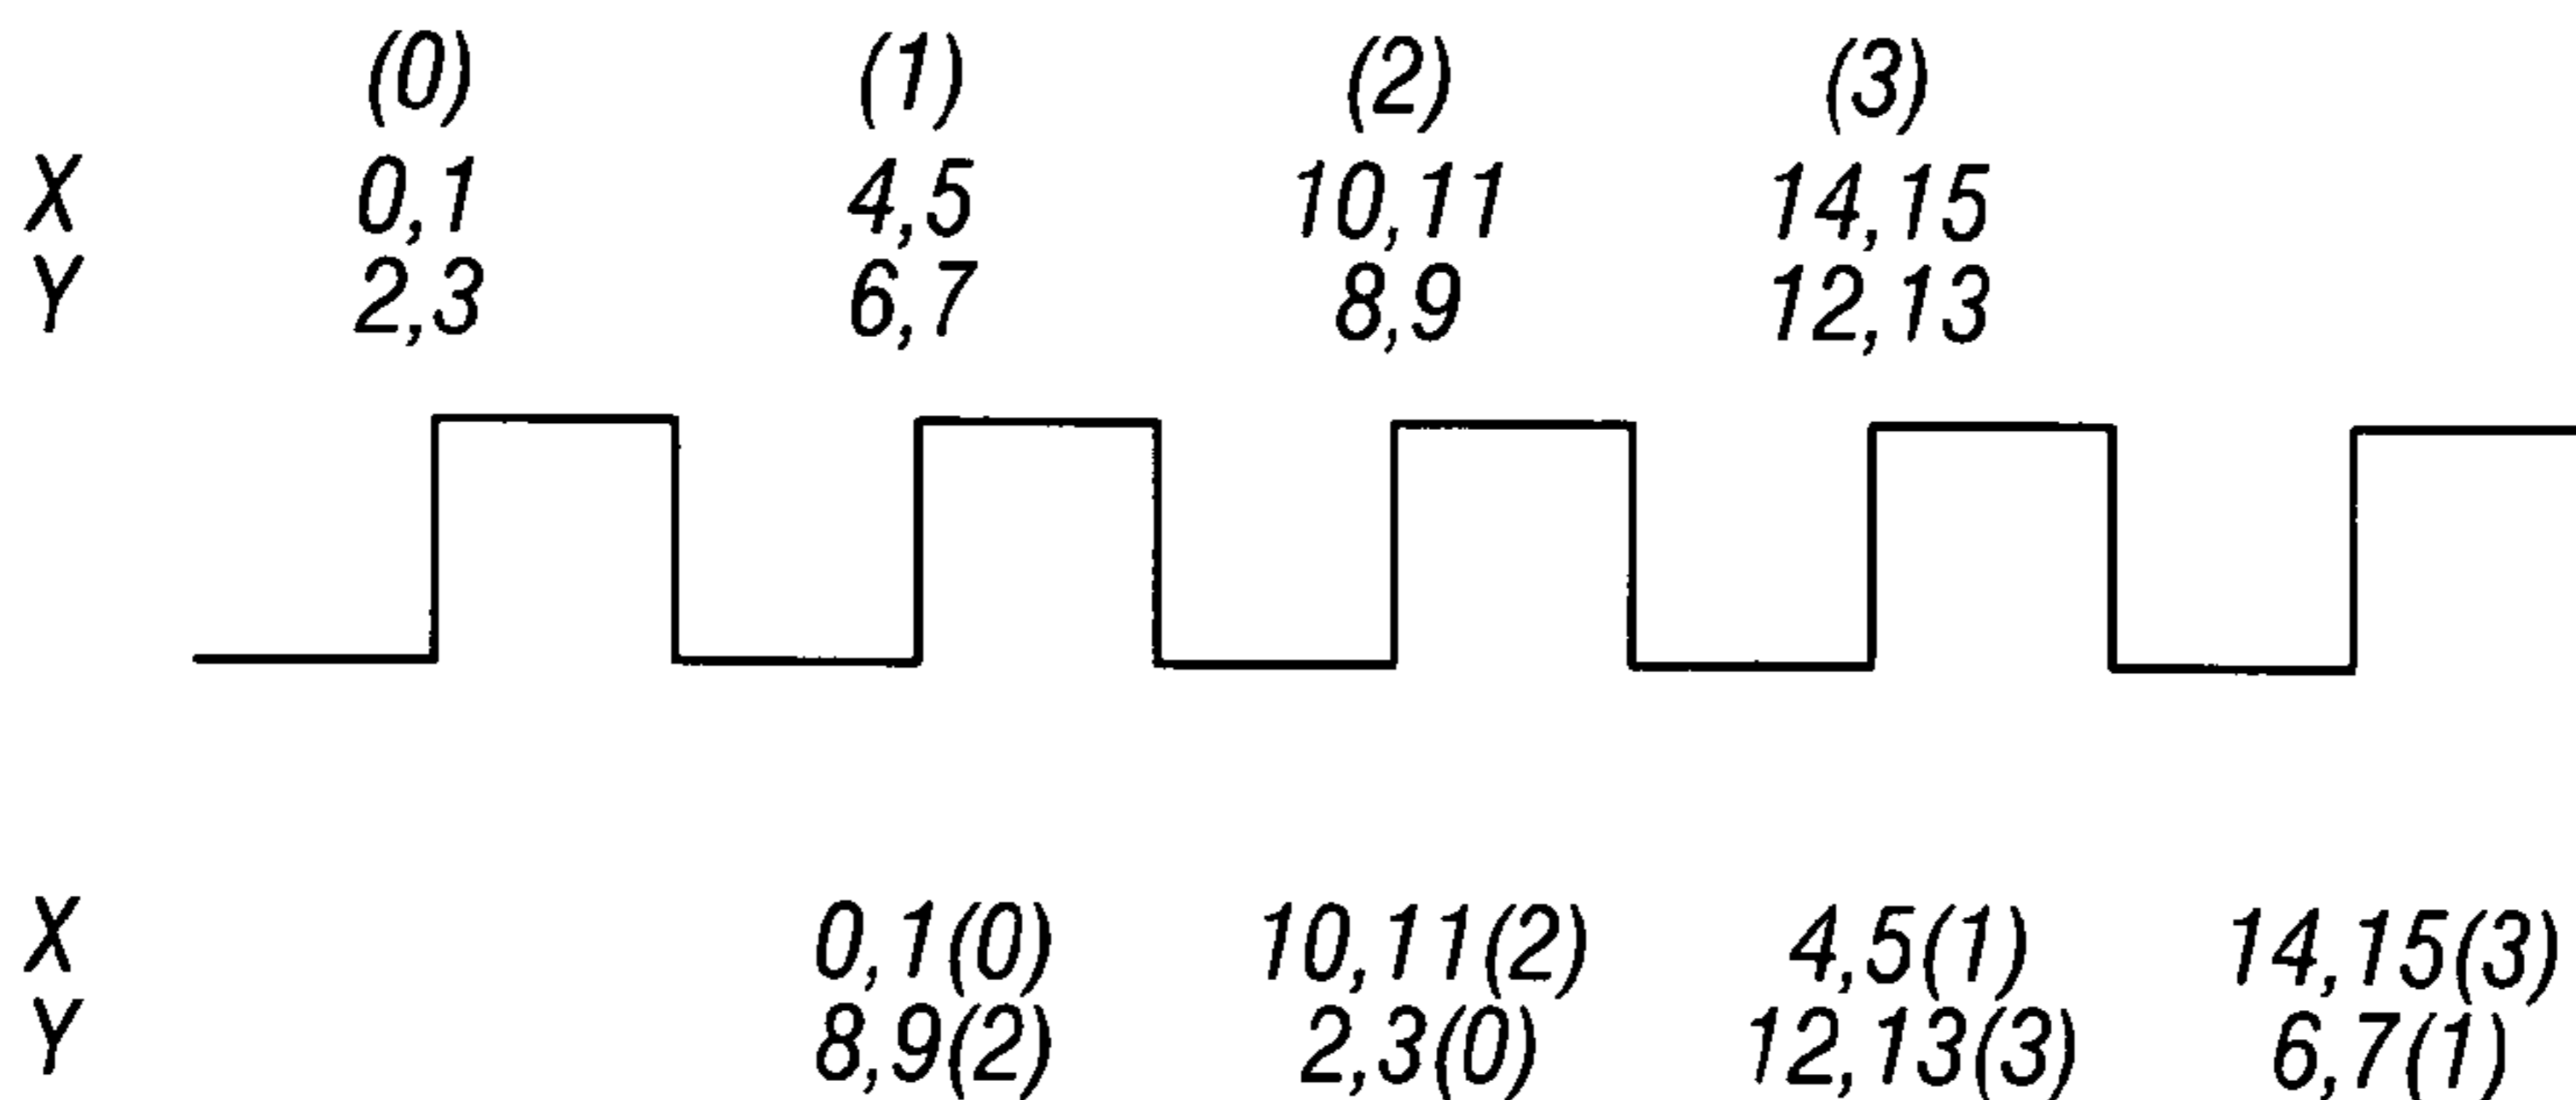 (0) (1) (2) (3)
X 0,1 4,5 10,11 14,15
Y 2,3 6,7 8,9 12,13
X 0,1(0) 10,11(2) 4,5(1) 14,15(3)
Y 8,9(2) 2,3(0) 12,13(3) 6,7(1)